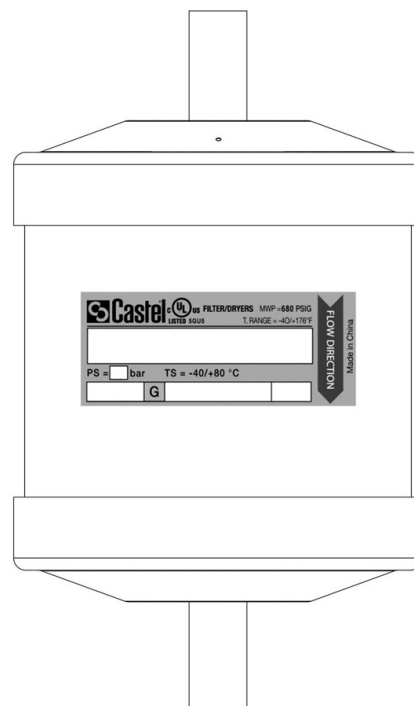 Castel c UL us FILTER/DRYERS MWP =680 PSIG
LISTED SGU5 T. RANGE = -40/+176°F
PS = bar TS = -40/+80 °C
G
FLOW DIRECTION
Made in China